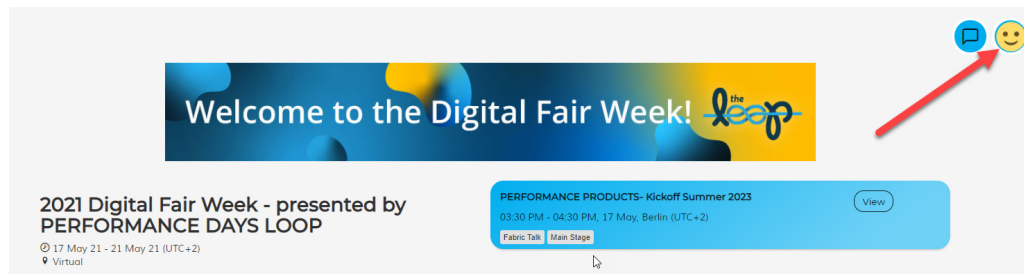 Welcome to the Digital Fair Week!
the
loop
2021 Digital Fair Week - presented by
PERFORMANCE DAYS LOOP
17 May 21 - 21 May 21 (UTC+2)
Virtual
PERFORMANCE PRODUCTS- Kickoff Summer 2023
View
03:30 PM - 04:30 PM, 17 May, Berlin (UTC+2)
Fabric Talk Main Stage